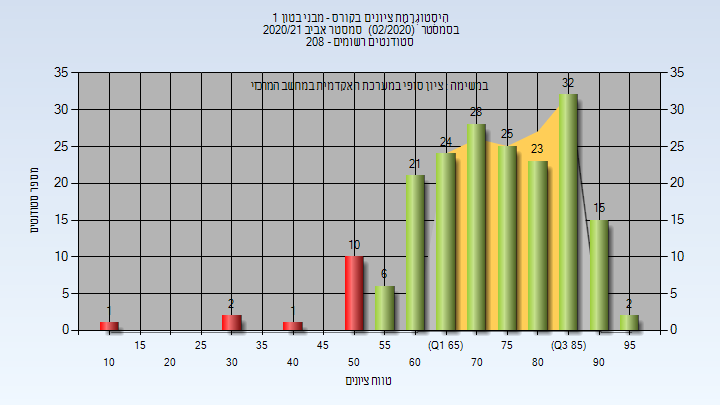 היסטוגרמת ציונים בקורס - מבני בטון 1
בסמסטר (02/2020) סמסטר אביב 2020/21
סטודנטים רשומים - 208
במשימה ציון סופי במערכת האקדמית במחשב המרכזי
מספר סטודנטים
35 35
30 30
25 25
20 20
15 15
10 10
5 5
0 0
1 2 1 10 6 21 24 28 25 23 32 15 2
15 25 35 45 55 (Q1 65) 75 (Q3 85) 95
10 20 30 40 50 60 70 80 90
טווח ציונים